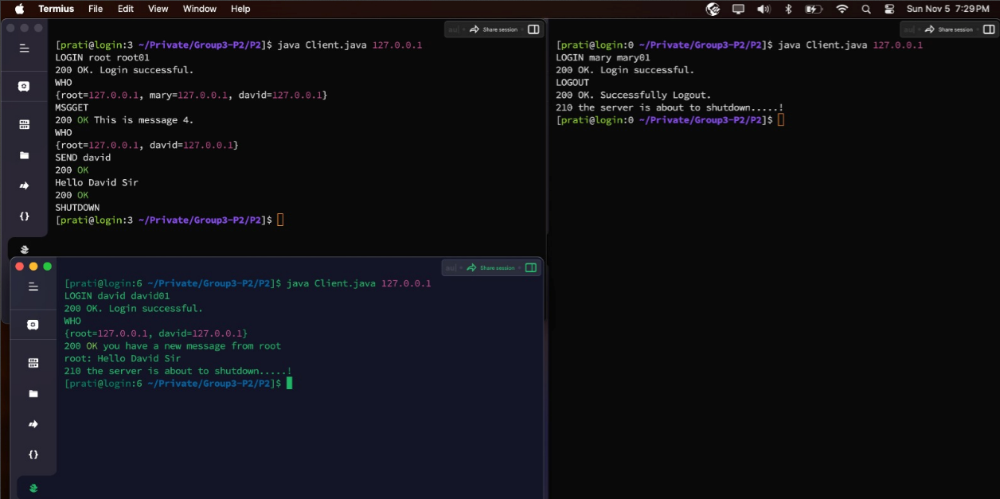 Termius File Edit View Window Help Sun Nov 5 7:29 PM
Share session
[prati@login:3 ~/Private/Group3-P2/P2]$ java Client.java 127.0.0.1
LOGIN root root01
200 OK. Login successful.
WHO
{root=127.0.0.1, mary=127.0.0.1, david=127.0.0.1}
MSGGET
200 OK This is message 4.
WHO
{root=127.0.0.1, david=127.0.0.1}
SEND david
200 OK
Hello David Sir
200 OK
SHUTDOWN
[prati@login:3 ~/Private/Group3-P2/P2]$
Share session
[prati@login:0 ~/Private/Group3-P2/P2]$ java Client.java 127.0.0.1
LOGIN mary mary01
200 OK. Login successful.
LOGOUT
200 OK. Successfully Logout.
210 the server is about to shutdown.....!
[prati@login:0 ~/Private/Group3-P2/P2]$
Share session
[prati@login:6 ~/Private/Group3-P2/P2]$ java Client.java 127.0.0.1
LOGIN david david01
200 OK. Login successful.
WHO
{root=127.0.0.1, david=127.0.0.1}
200 OK you have a new message from root
root: Hello David Sir
210 the server is about to shutdown.....!
[prati@login:6 ~/Private/Group3-P2/P2]$